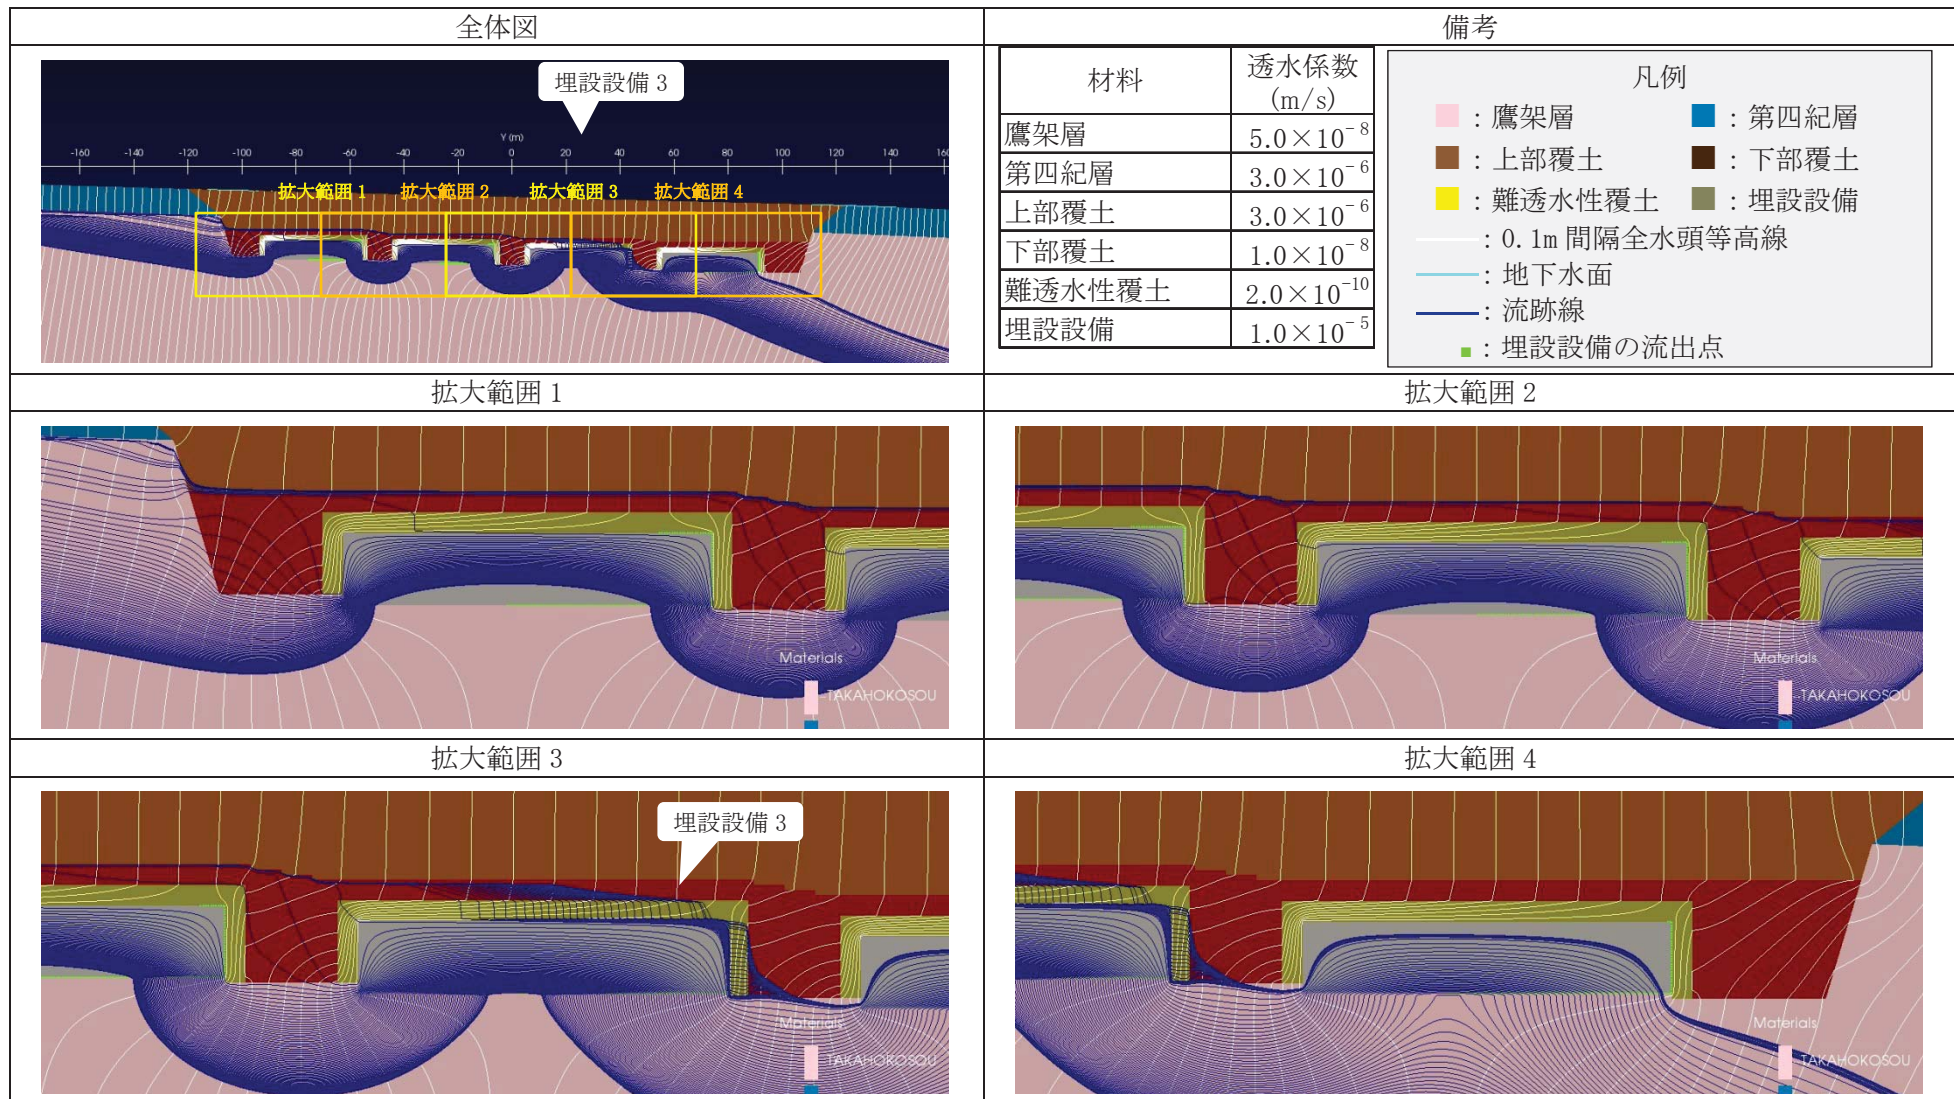 全体図
備考
埋設設備 3
Y (m)
-160 -140 -120 -100 -80 -60 -40 -20 0 20 40 60 80 100 120 140 160
拡大範囲 1 拡大範囲 2 拡大範囲 3 拡大範囲 4
材料 透水係数 (m/s)
鷹架層 5.0×10⁻⁸
第四紀層 3.0×10⁻⁶
上部覆土 3.0×10⁻⁶
下部覆土 1.0×10⁻⁸
難透水性覆土 2.0×10⁻¹⁰
埋設設備 1.0×10⁻⁵
凡例
：鷹架層 ：第四紀層
：上部覆土 ：下部覆土
：難透水性覆土 ：埋設設備
：0.1m 間隔全水頭等高線
：地下水面
：流跡線
：埋設設備の流出点
拡大範囲 1
拡大範囲 2
Materials
TAKAHOKOSOU
Materials
TAKAHOKOSOU
拡大範囲 3
拡大範囲 4
埋設設備 3
Materials
TAKAHOKOSOU
Materials
TAKAHOKOSOU